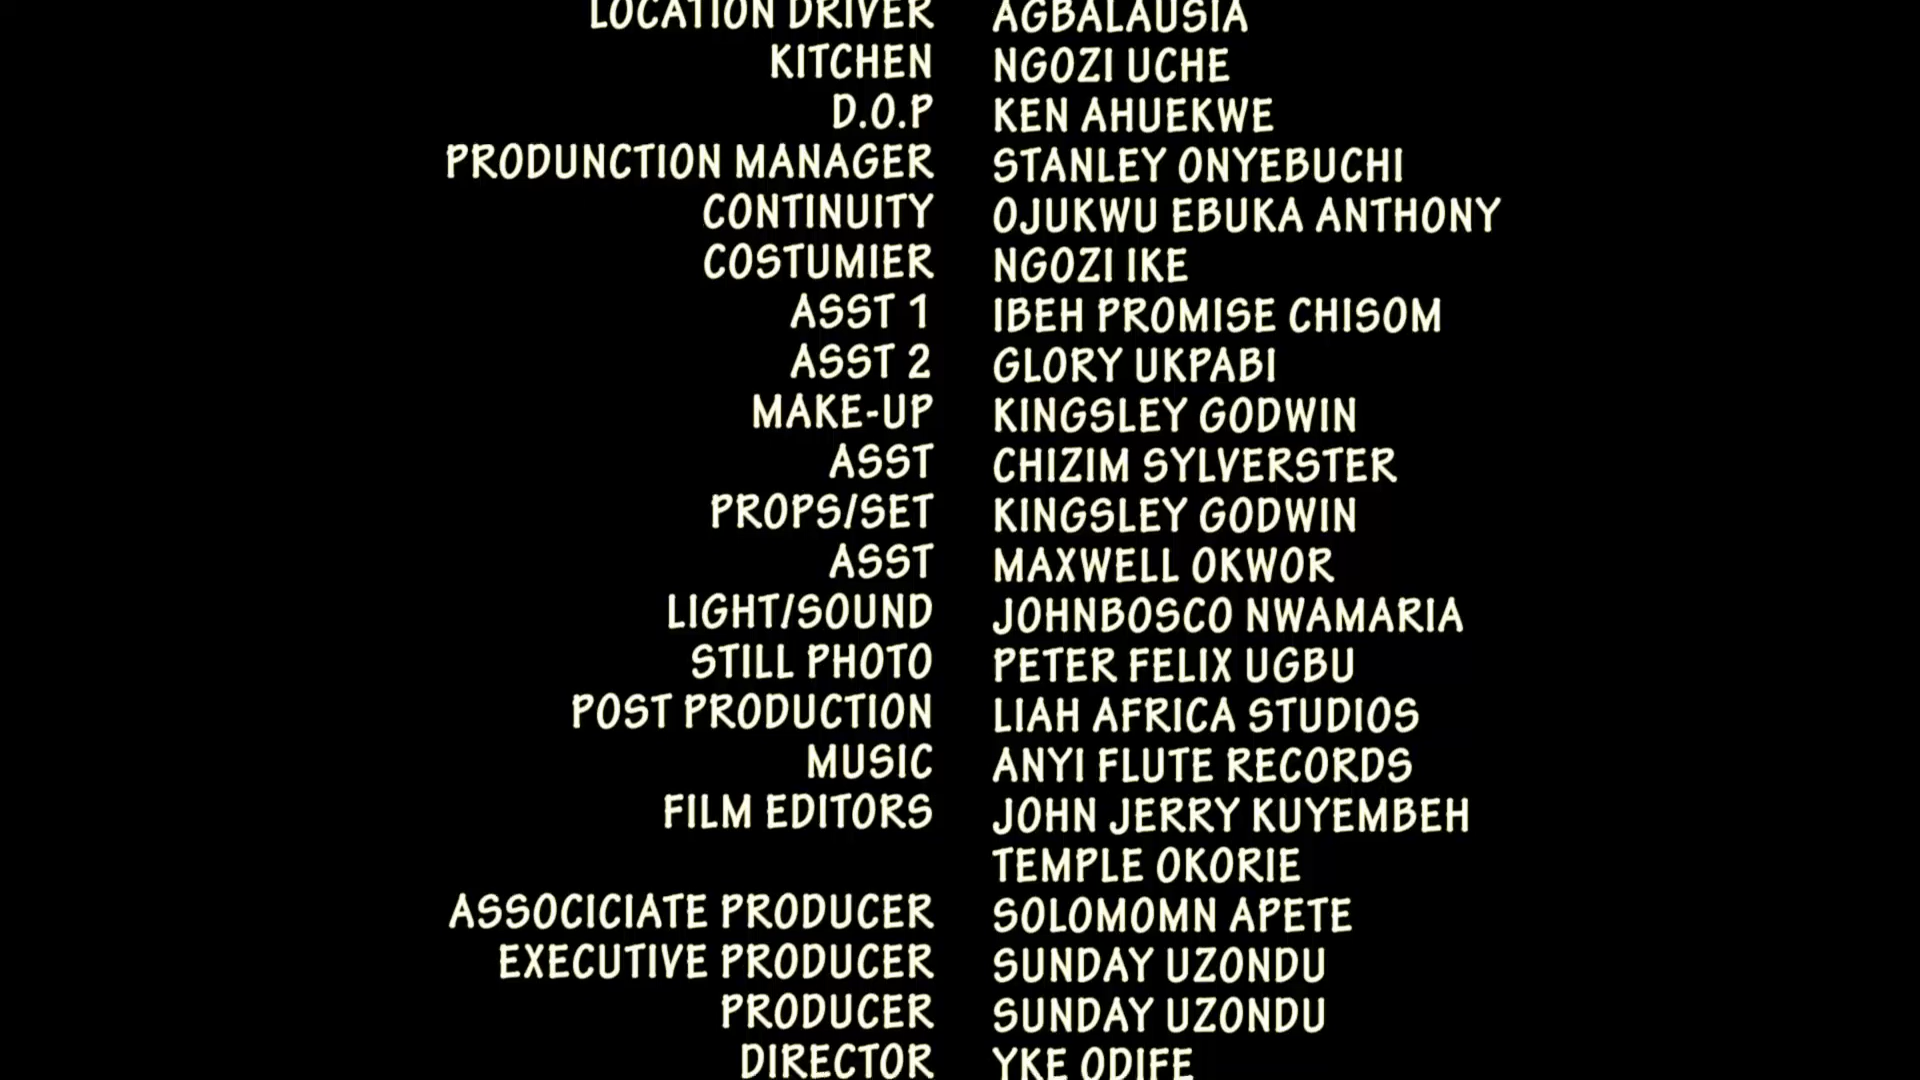 LOCATION DRIVER AGBALAUSIA
KITCHEN NGOZI UCHE
D.O.P KEN AHUEKWE
PRODUNCTION MANAGER STANLEY ONYEBUCHI
CONTINUITY OJUKWU EBUKA ANTHONY
COSTUMIER NGOZI IKE
ASST 1 IBEH PROMISE CHISOM
ASST 2 GLORY UKPABI
MAKE-UP KINGSLEY GODWIN
ASST CHIZIM SYLVERSTER
PROPS/SET KINGSLEY GODWIN
ASST MAXWELL OKWOR
LIGHT/SOUND JOHNBOSCO NWAMARIA
STILL PHOTO PETER FELIX UGBU
POST PRODUCTION LIAH AFRICA STUDIOS
MUSIC ANYI FLUTE RECORDS
FILM EDITORS JOHN JERRY KUYEMBEH
TEMPLE OKORIE
ASSOCICIATE PRODUCER SOLOMOMN APETE
EXECUTIVE PRODUCER SUNDAY UZONDU
PRODUCER SUNDAY UZONDU
DIRECTOR YKE ODIFE